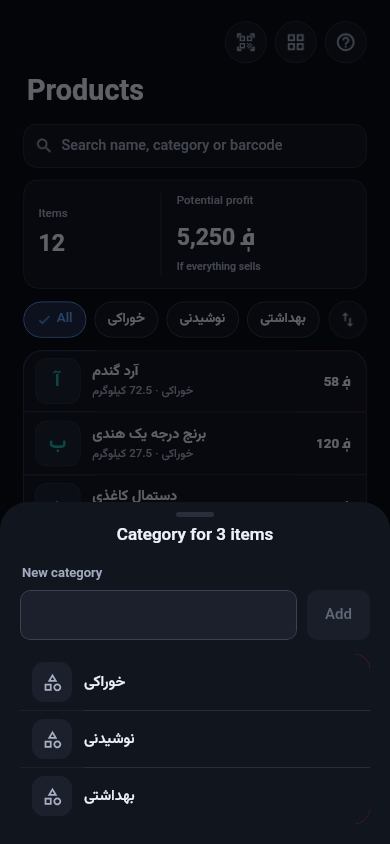 Products
Search name, category or barcode
Items
12
Potential profit
5,250 ؋
If everything sells
All
خوراکی
نوشیدنی
بهداشتی
آ
آرد گندم
خوراکی · 72.5 کیلوگرم
58 ؋
ب
برنج درجه یک هندی
خوراکی · 27.5 کیلوگرم
120 ؋
دستمال کاغذی
Category for 3 items
New category
Add
خوراکی
نوشیدنی
بهداشتی